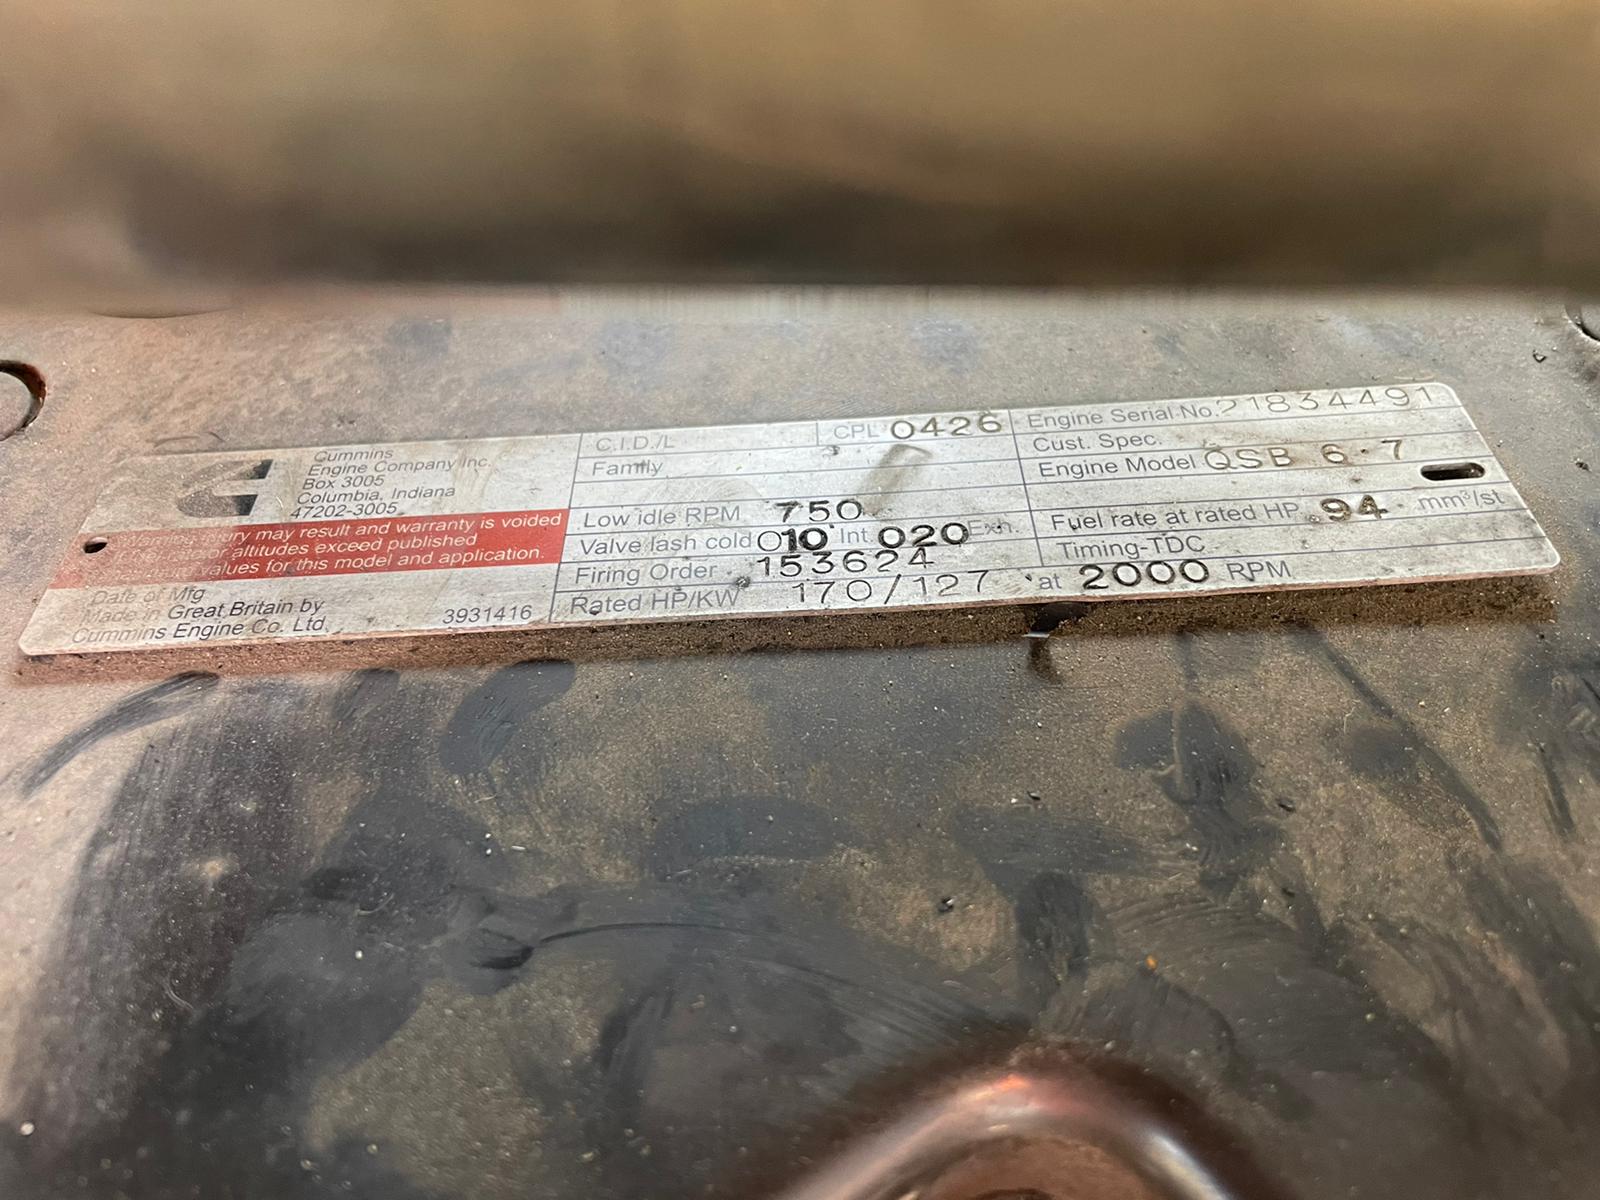 Cummins
Engine Company Inc.
Box 3005
Columbia, Indiana
47202-3005
Warning: Injury may result and warranty is voided
altitudes exceed published
values for this model and application.
Date of Mfg
Made in Great Britain by
Cummins Engine Co. Ltd. 3931416
C.I.D./L CPL 0426
Family
Low idle RPM 750
Valve lash cold 010 Int 020 Exh.
Firing Order 153624
Rated HP/KW 170/127 at 2000 RPM
Engine Serial No. 21834491
Cust. Spec.
Engine Model QSB 6.7
Fuel rate at rated HP 94 mm³/st
Timing-TDC